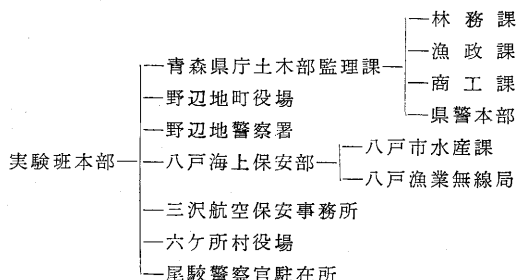 林務課
漁政課
青森県庁土木部監理課
商工課
野辺地町役場
県警本部
野辺地警察署
八戸市水産課
実験班本部
八戸海上保安部
八戸漁業無線局
三沢航空保安事務所
六ケ所村役場
尾駮警察官駐在所